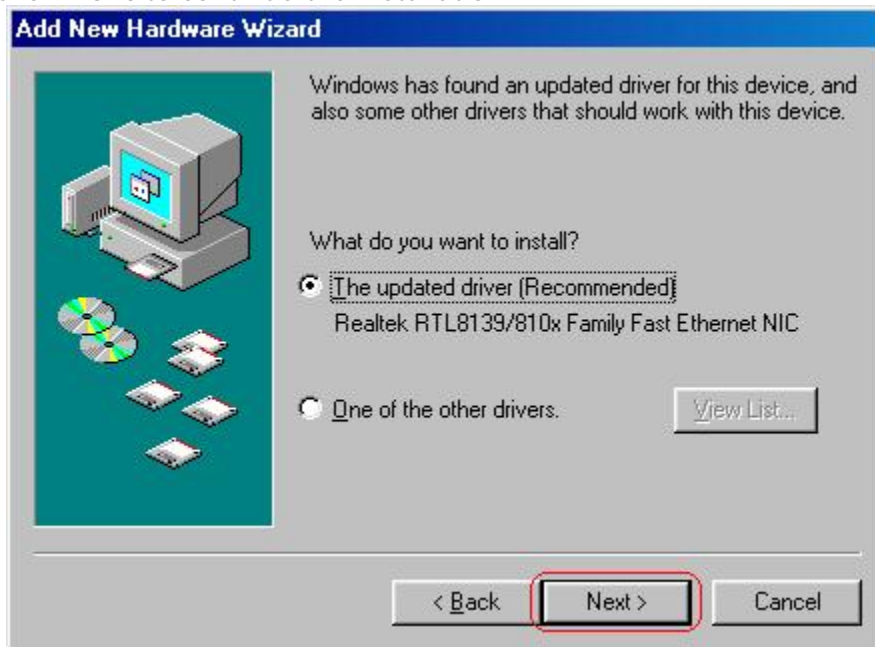 Add New Hardware Wizard
Windows has found an updated driver for this device, and
also some other drivers that should work with this device.
What do you want to install?
The updated driver (Recommended)
Realtek RTL8139/810x Family Fast Ethernet NIC
One of the other drivers.
View List...
< Back
Next >
Cancel